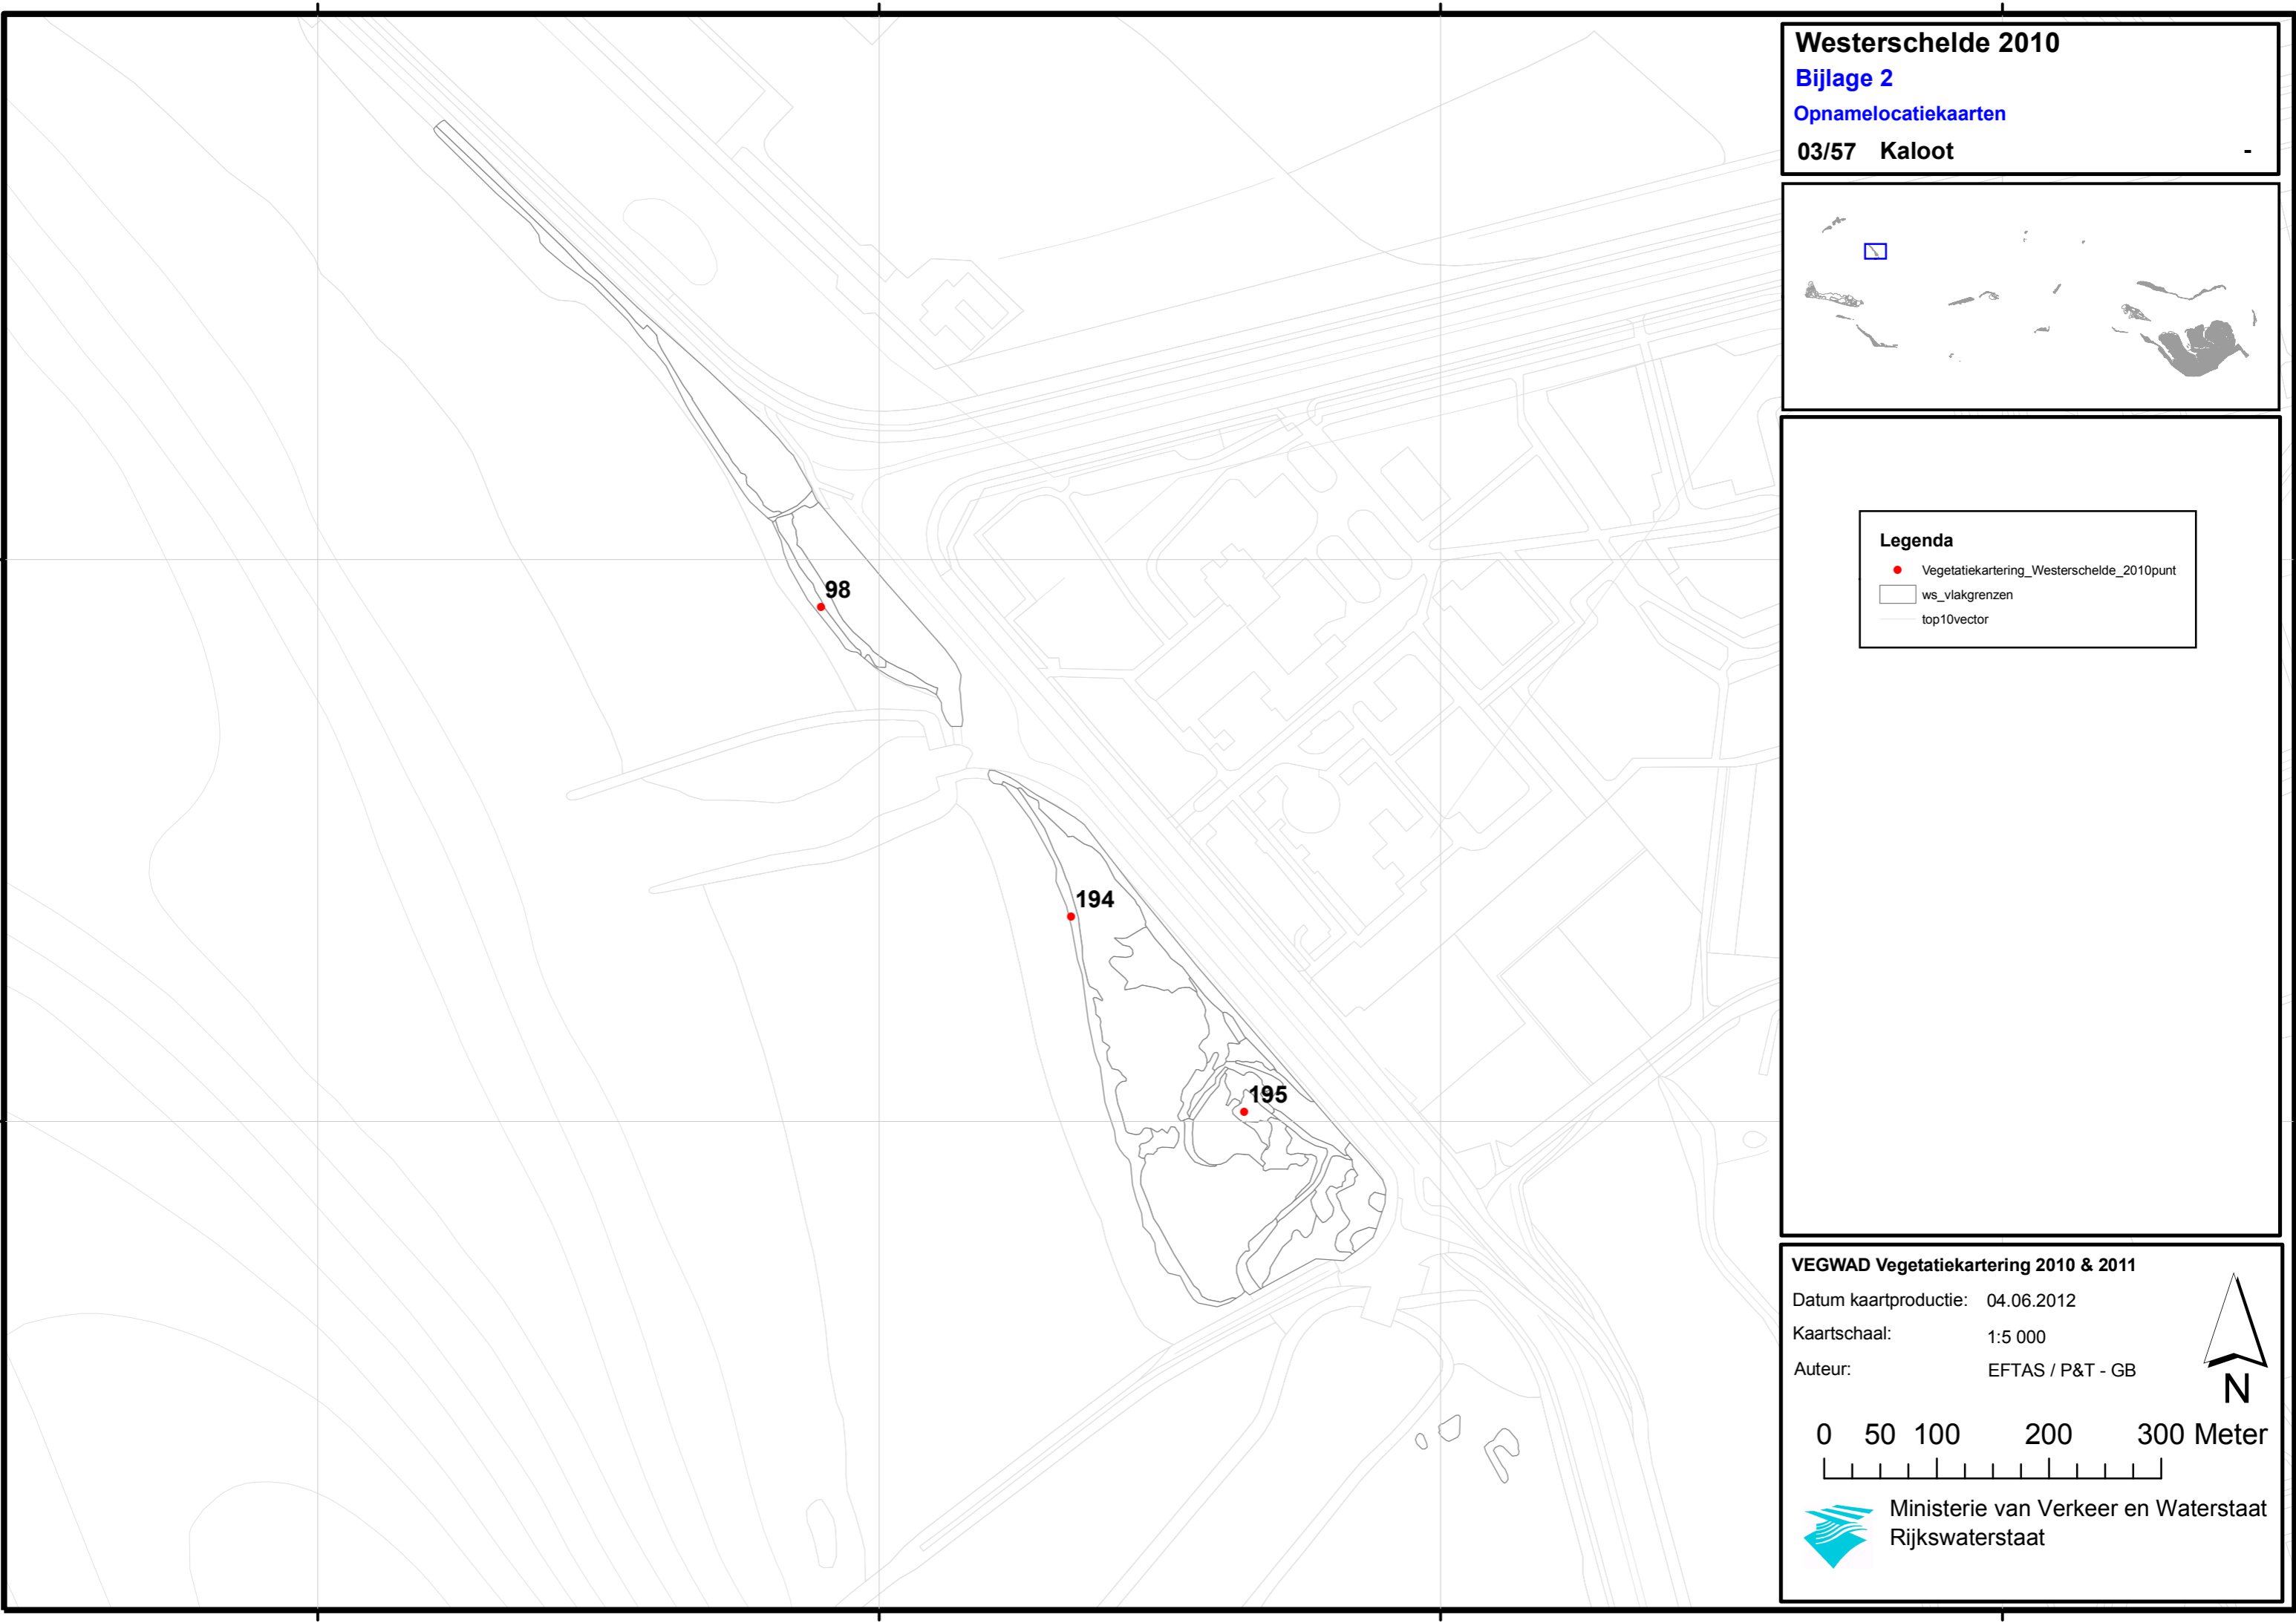 Westerschelde 2010
Bijlage 2
Opnamelocatiekaarten
03/57 Kaloot -
Legenda
Vegetatiekartering_Westerschelde_2010punt
ws_vlakgrenzen
top10vector
98
194
195
VEGWAD Vegetatiekartering 2010 & 2011
Datum kaartproductie: 04.06.2012
Kaartschaal: 1:5 000
Auteur: EFTAS / P&T - GB
N
0 50 100 200 300 Meter
Ministerie van Verkeer en Waterstaat
Rijkswaterstaat